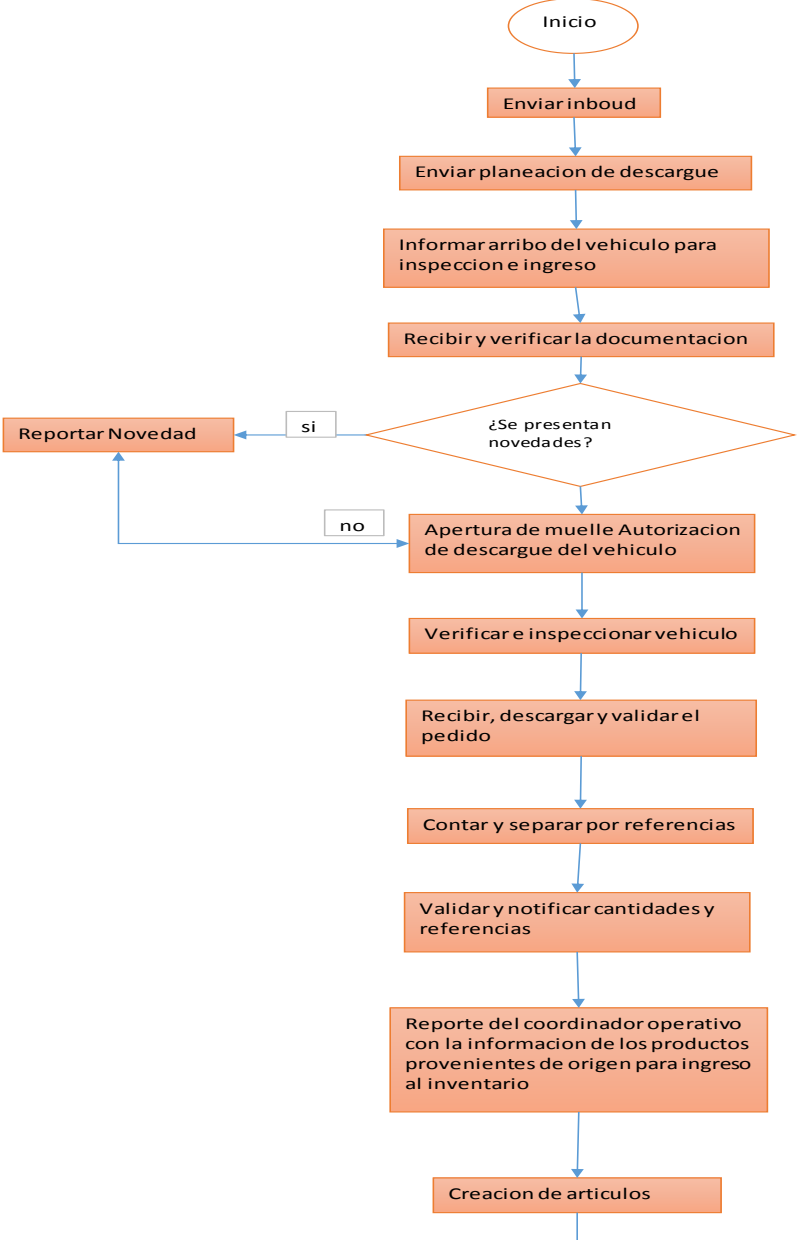 Inicio
Enviar inboud
Enviar planeacion de descargue
Informar arribo del vehiculo para
inspeccion e ingreso
Recibir y verificar la documentacion
¿Se presentan
novedades?
si
Reportar Novedad
no
Apertura de muelle Autorizacion
de descargue del vehiculo
Verificar e inspeccionar vehiculo
Recibir, descargar y validar el
pedido
Contar y separar por referencias
Validar y notificar cantidades y
referencias
Reporte del coordinador operativo
con la informacion de los productos
provenientes de origen para ingreso
al inventario
Creacion de articulos